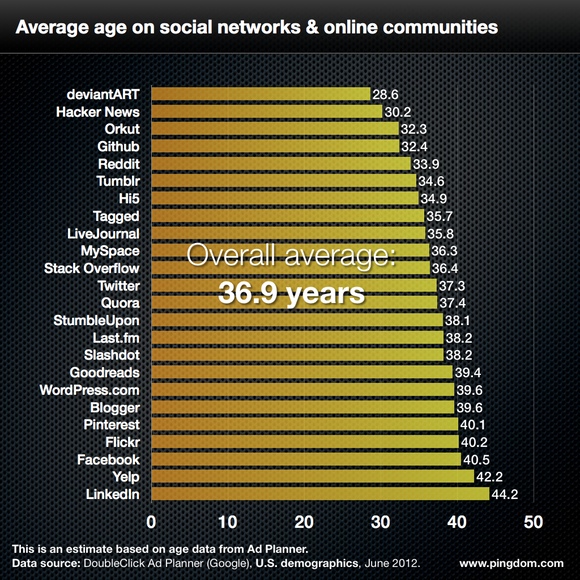 Average age on social networks & online communities
deviantART 28.6
Hacker News 30.2
Orkut 32.3
Github 32.4
Reddit 33.9
Tumblr 34.6
Hi5 34.9
Tagged 35.7
LiveJournal 35.8
MySpace 36.3
Stack Overflow 36.4
Twitter 37.3
Quora 37.4
StumbleUpon 38.1
Last.fm 38.2
Slashdot 38.2
Goodreads 39.4
WordPress.com 39.6
Blogger 39.6
Pinterest 40.1
Flickr 40.2
Facebook 40.5
Yelp 42.2
LinkedIn 44.2
Overall average:
36.9 years
0 10 20 30 40 50
This is an estimate based on age data from Ad Planner.
Data source: DoubleClick Ad Planner (Google), U.S. demographics, June 2012. www.pingdom.com